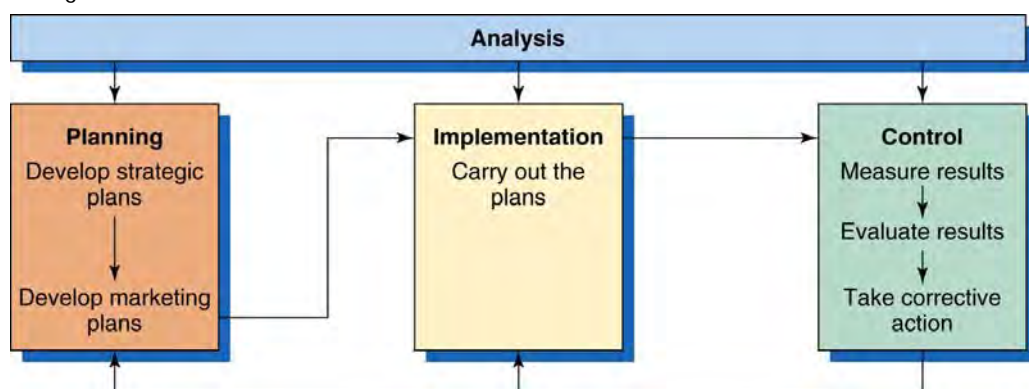 Analysis
Planning
Develop strategic
plans
Develop marketing
plans
Implementation
Carry out the
plans
Control
Measure results
Evaluate results
Take corrective
action